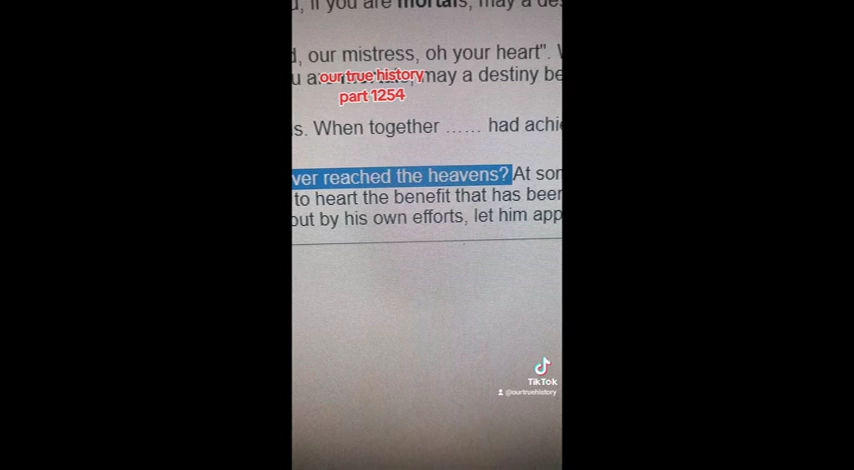 , if you are mortals, may a de
, our mistress, oh your heart". 
u a may a destiny be
our true history
part 1254
s. When together ...... had achi
ver reached the heavens? At so
to heart the benefit that has been
out by his own efforts, let him app
TikTok
@ourtruehistory